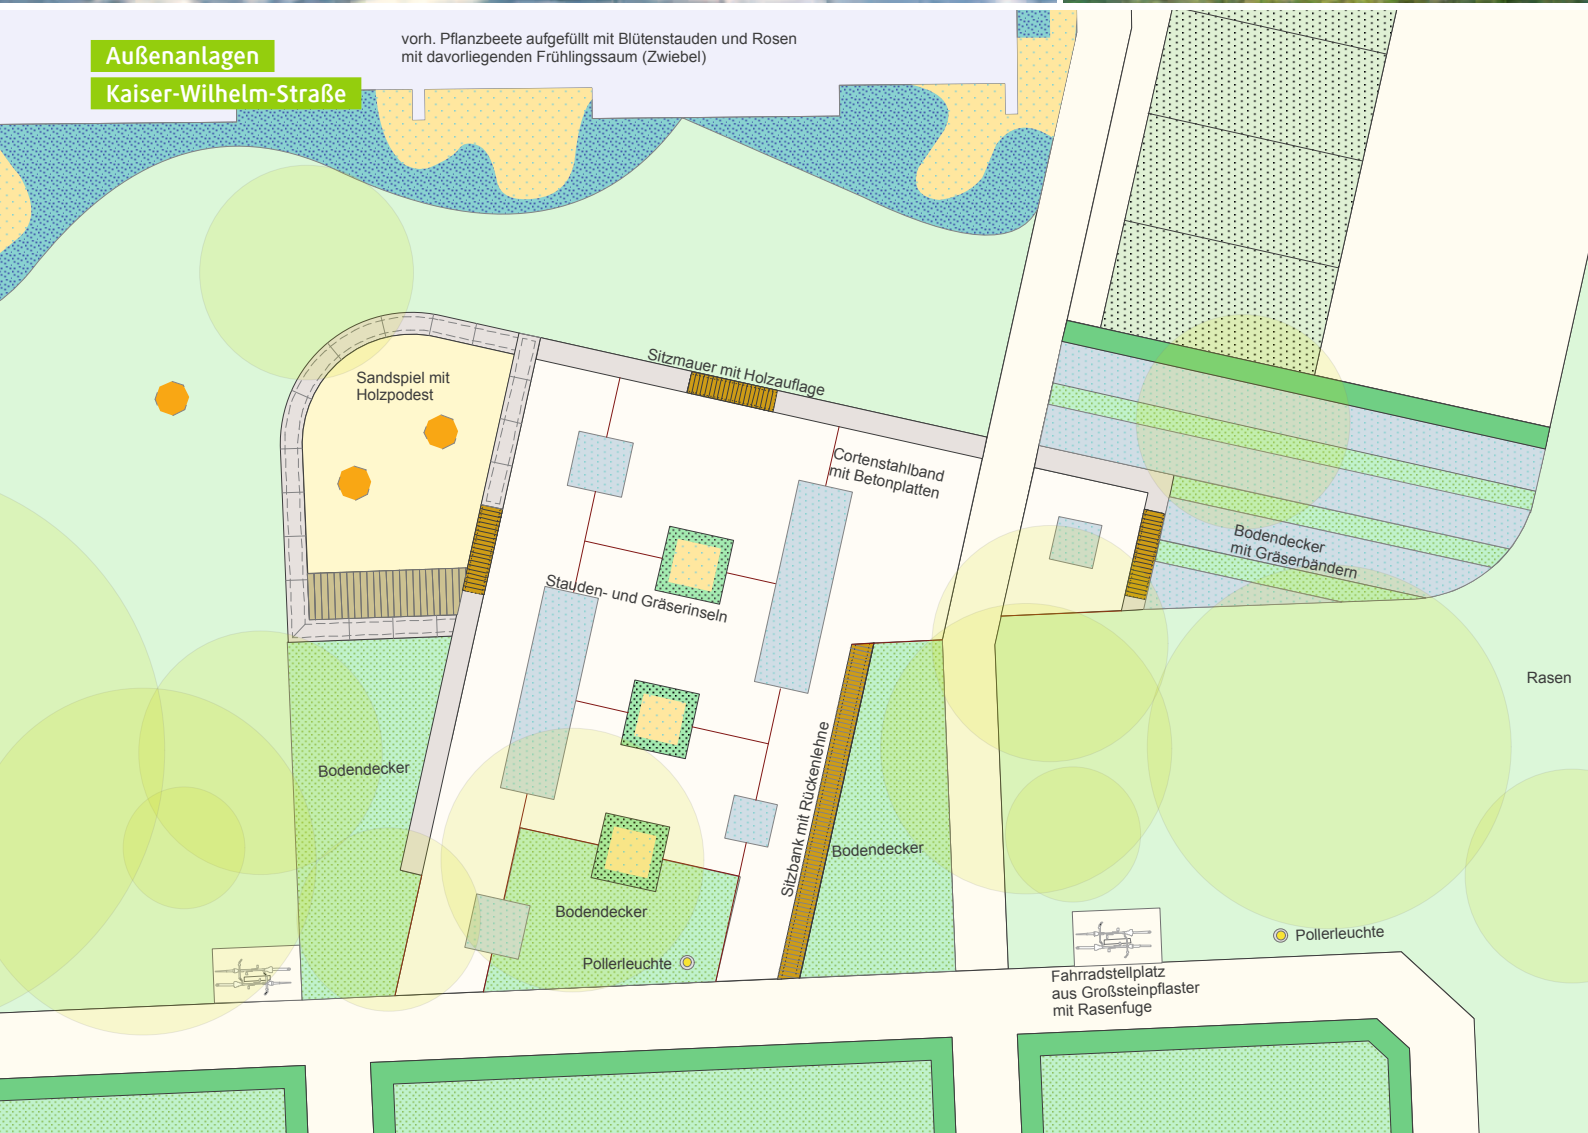 Außenanlagen
Kaiser-Wilhelm-Straße
vorh. Pflanzbeete aufgefüllt mit Blütenstauden und Rosen
mit davorliegenden Frühlingssaum (Zwiebel)
Sitzmauer mit Holzauflage
Sandspiel mit
Holzpodest
Cortenstahlband
mit Betonplatten
Bodendecker
mit Gräserbändern
Stauden- und Gräserinseln
Rasen
Bodendecker
Sitzbank mit Rückenlehne
Bodendecker
Bodendecker
Pollerleuchte
Pollerleuchte
Fahrradstellplatz
aus Großsteinpflaster
mit Rasenfuge